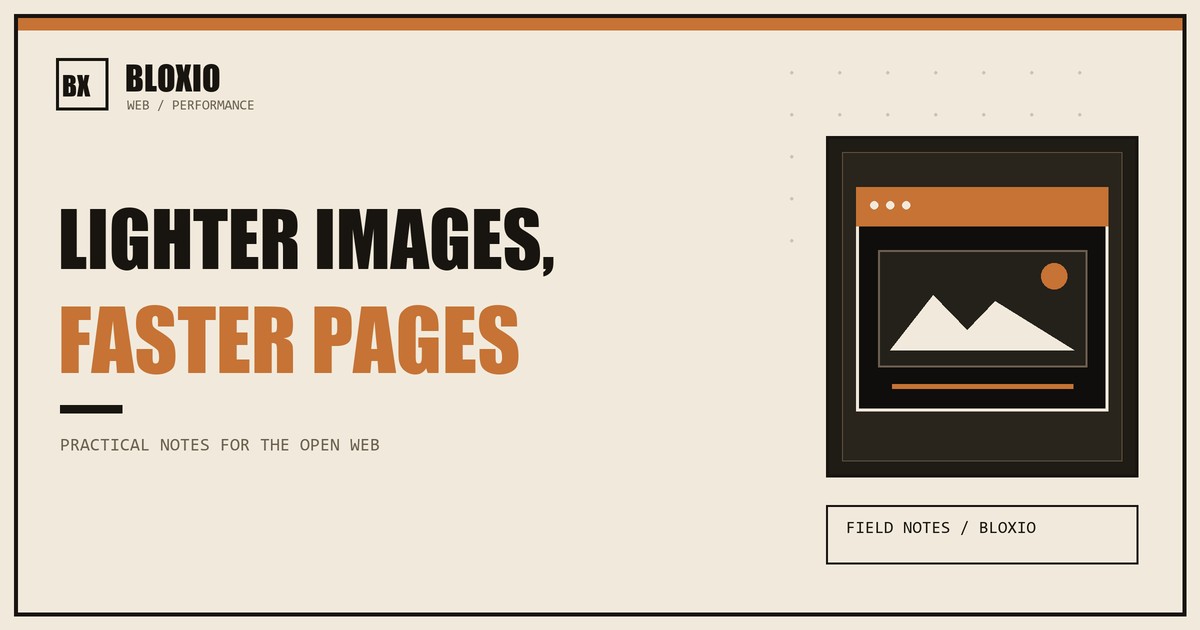 BX
BLOXIO
WEB / PERFORMANCE
LIGHTER IMAGES,
FASTER PAGES
PRACTICAL NOTES FOR THE OPEN WEB
FIELD NOTES / BLOXIO